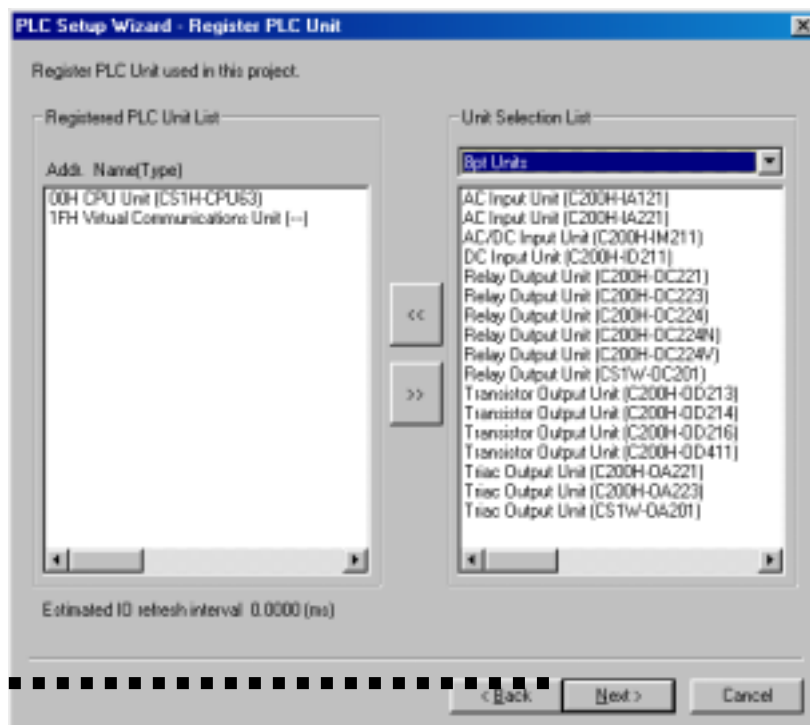 PLC Setup Wizard - Register PLC Unit
Register PLC Unit used in this project.
Registered PLC Unit List
Addr. Name(Type)
00H CPU Unit (CS1H-CPU63)
1FH Virtual Communications Unit (--)
<<
>>
Unit Selection List
8pt Units
AC Input Unit (C200H-IA121)
AC Input Unit (C200H-IA221)
AC/DC Input Unit (C200H-IM211)
DC Input Unit (C200H-ID211)
Relay Output Unit (C200H-OC221)
Relay Output Unit (C200H-OC223)
Relay Output Unit (C200H-OC224)
Relay Output Unit (C200H-OC224N)
Relay Output Unit (C200H-OC224V)
Relay Output Unit (CS1W-OC201)
Transistor Output Unit (C200H-OD213)
Transistor Output Unit (C200H-OD214)
Transistor Output Unit (C200H-OD216)
Transistor Output Unit (C200H-OD411)
Triac Output Unit (C200H-OA221)
Triac Output Unit (C200H-OA223)
Triac Output Unit (CS1W-OA201)
Estimated IO refresh interval 0.0000 (ms)
< Back
Next >
Cancel